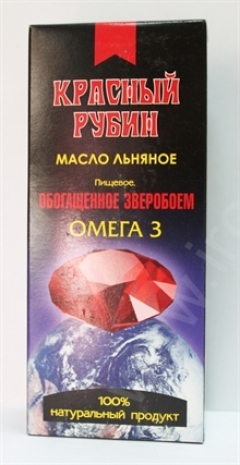 КРАСНЫЙ
РУБИН
МАСЛО ЛЬНЯНОЕ
Пищевое.
ОБОГАЩЕННОЕ ЗВЕРОБОЕМ
ОМЕГА 3
100%
натуральный продукт